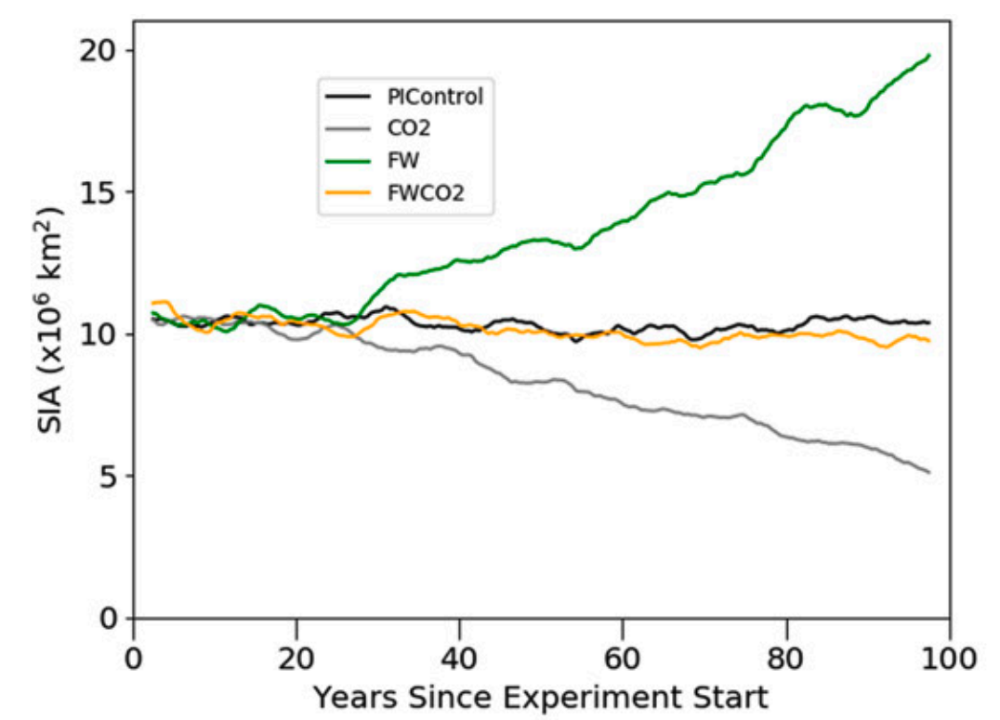 20
15
10
5
0
SIA (x10⁶ km²)
PIControl
CO2
FW
FWCO2
0 20 40 60 80 100
Years Since Experiment Start